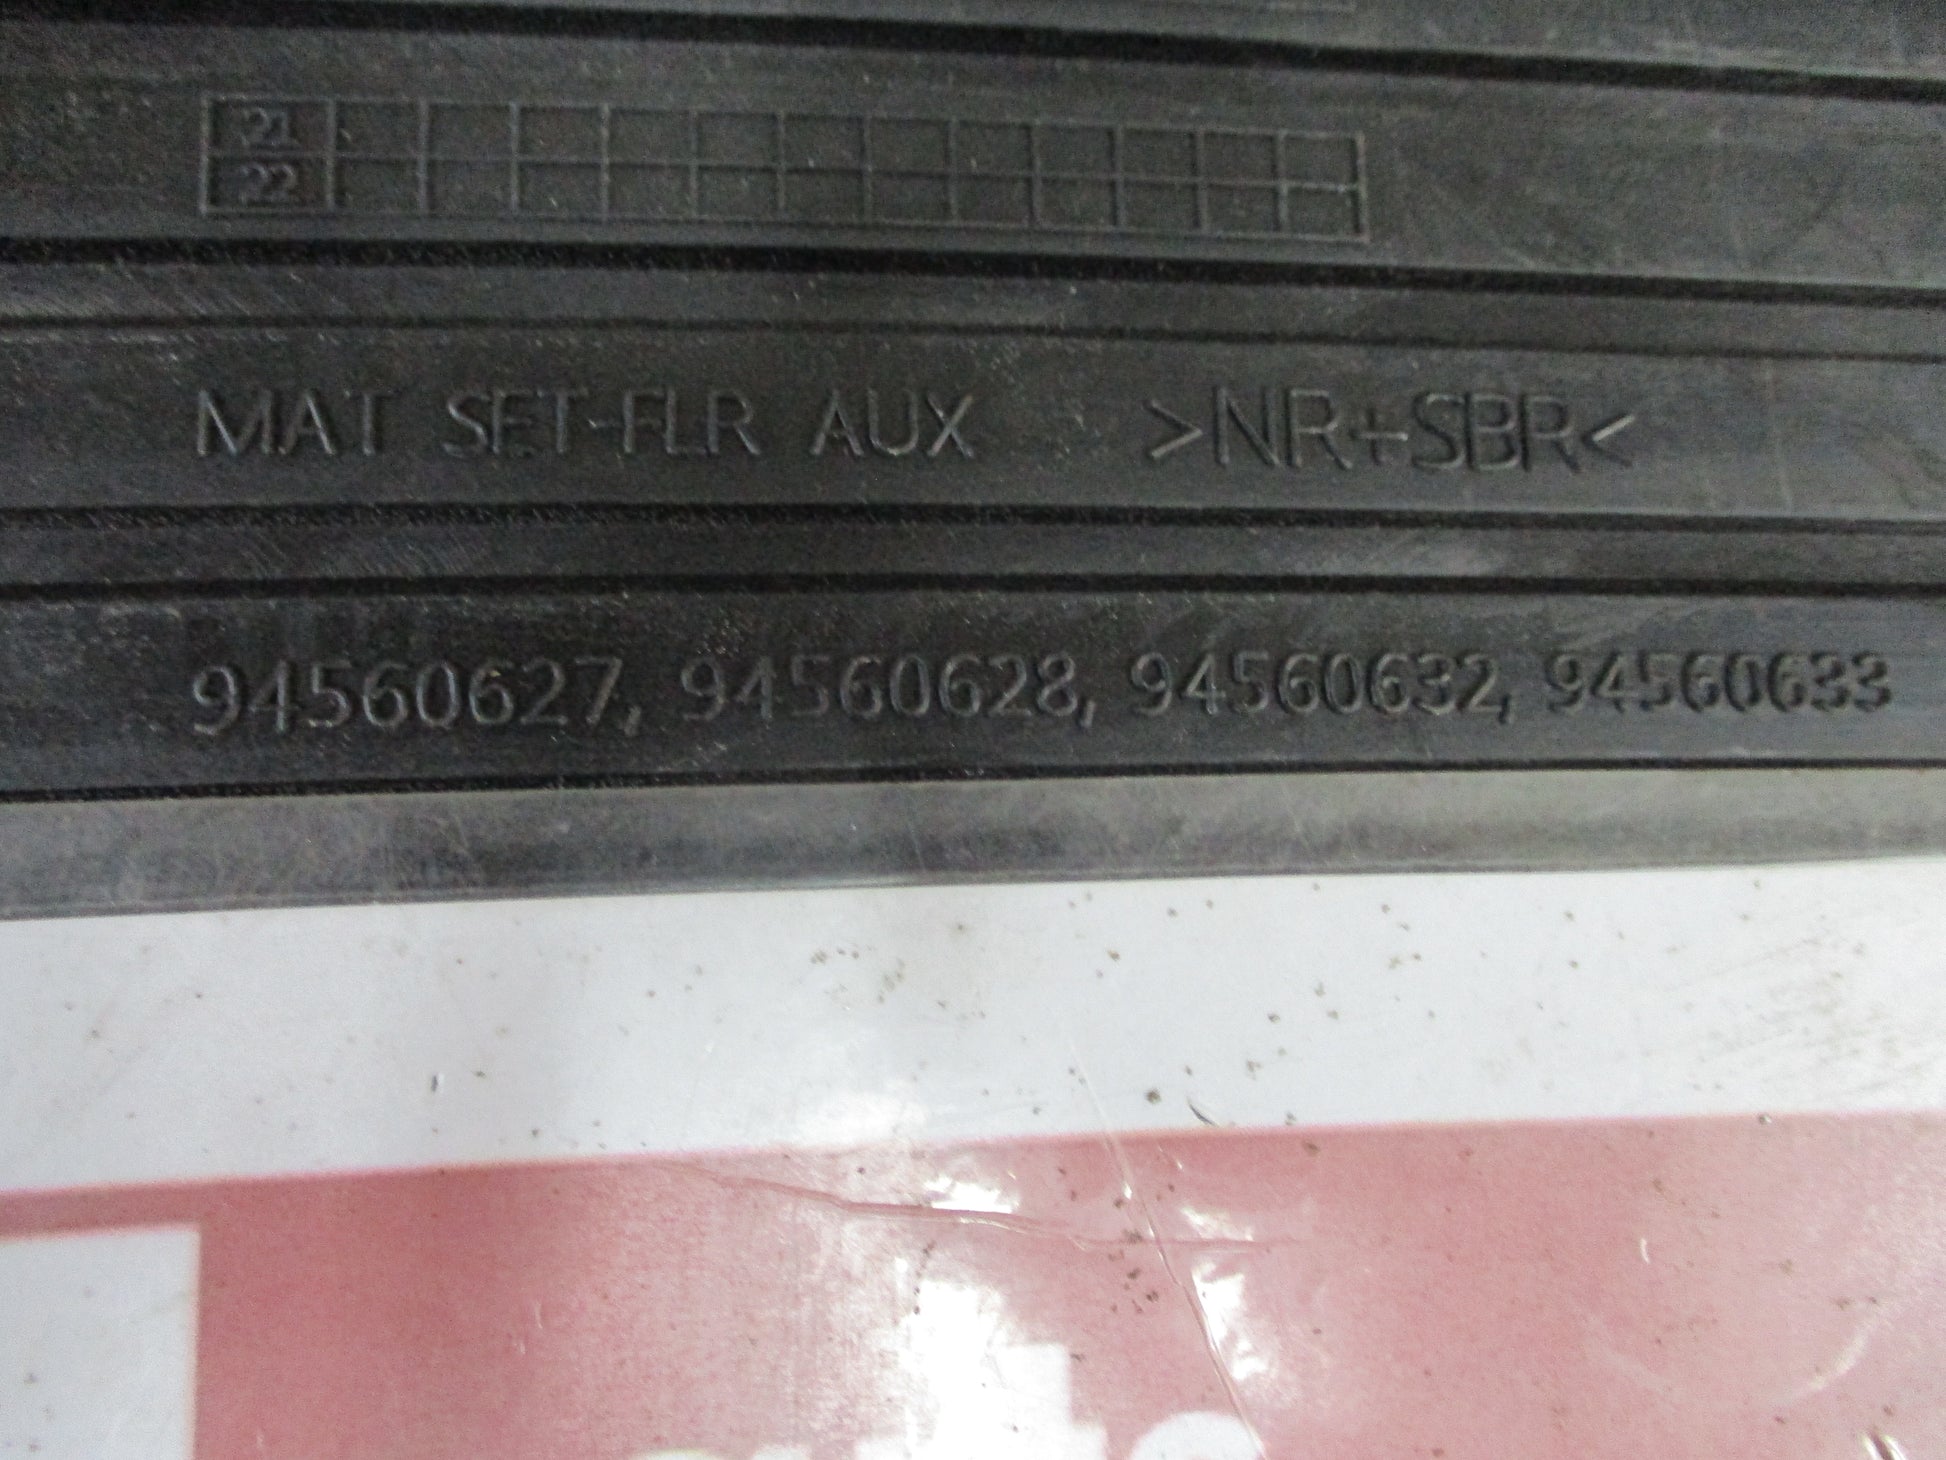 21
22
MAT SET-FLR AUX >NR+SBR<
94560627, 94560628, 94560632, 94560633